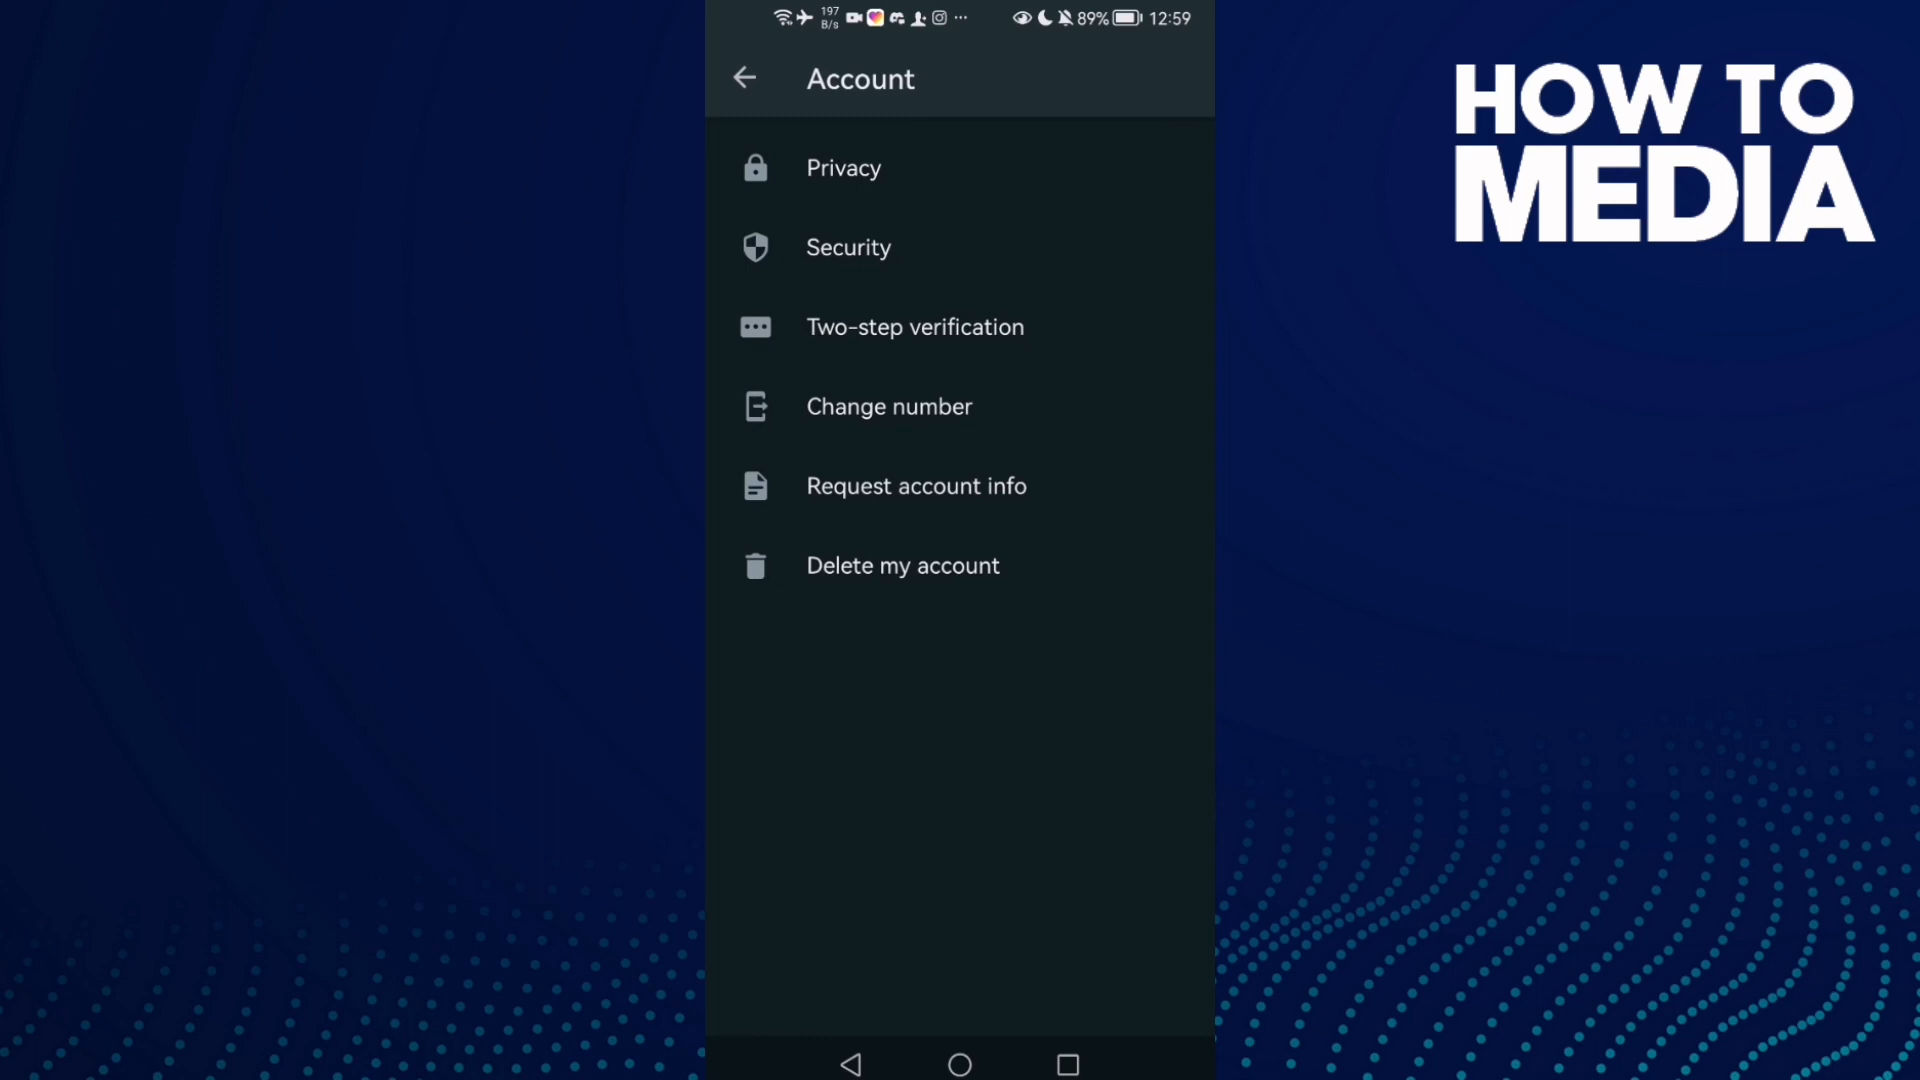 197
B/s
89%
12:59
Account
Privacy
Security
Two-step verification
Change number
Request account info
Delete my account
HOW TO
MEDIA